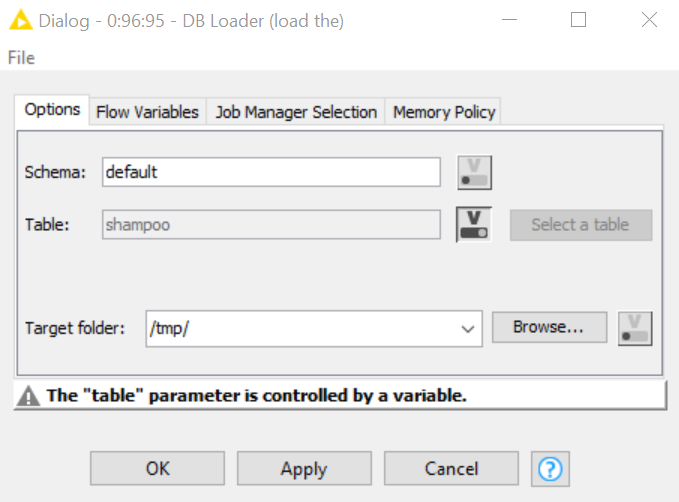 Dialog - 0:96:95 - DB Loader (load the)
File
Options Flow Variables Job Manager Selection Memory Policy
Schema: default V
Table: shampoo V Select a table
Target folder: /tmp/ Browse... V
The "table" parameter is controlled by a variable.
OK Apply Cancel ?